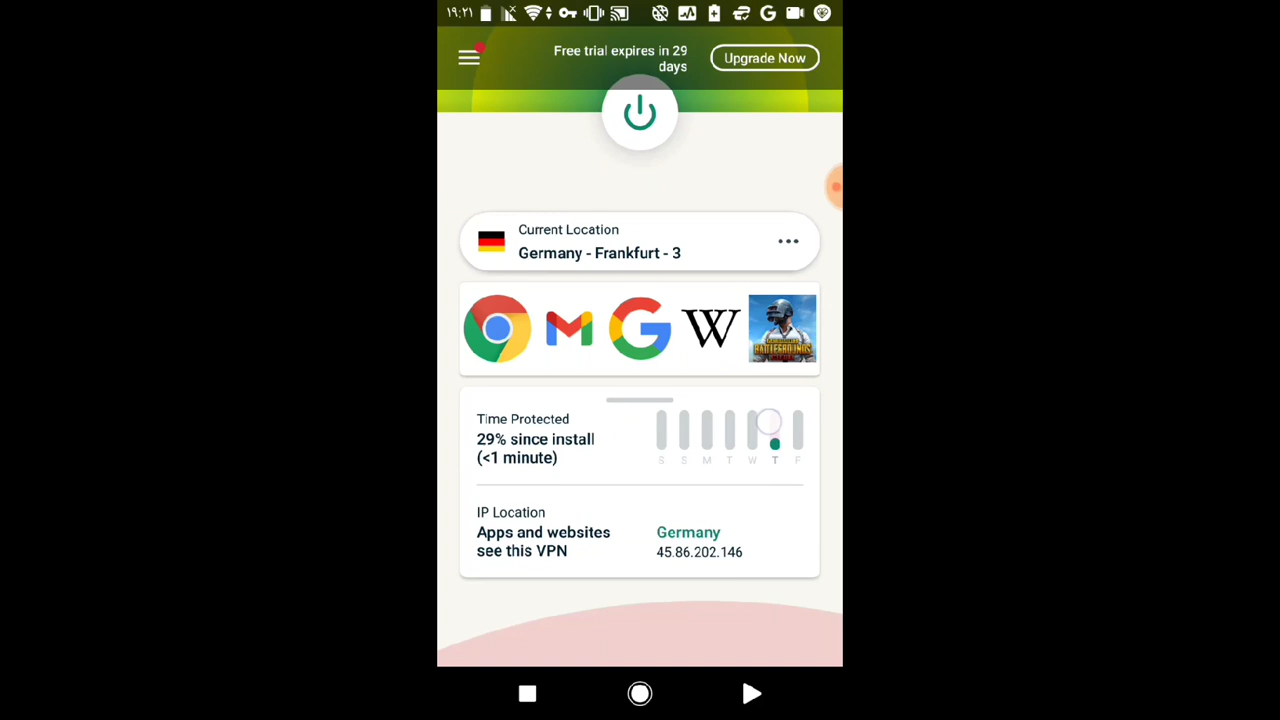 ۱۹:۲۱
Free trial expires in 29
days
Upgrade Now
Current Location
Germany - Frankfurt - 3
W
BATTLEGROUNDS
Time Protected
29% since install
(<1 minute)
S S M T W T F
IP Location
Apps and websites
see this VPN
Germany
45.86.202.146